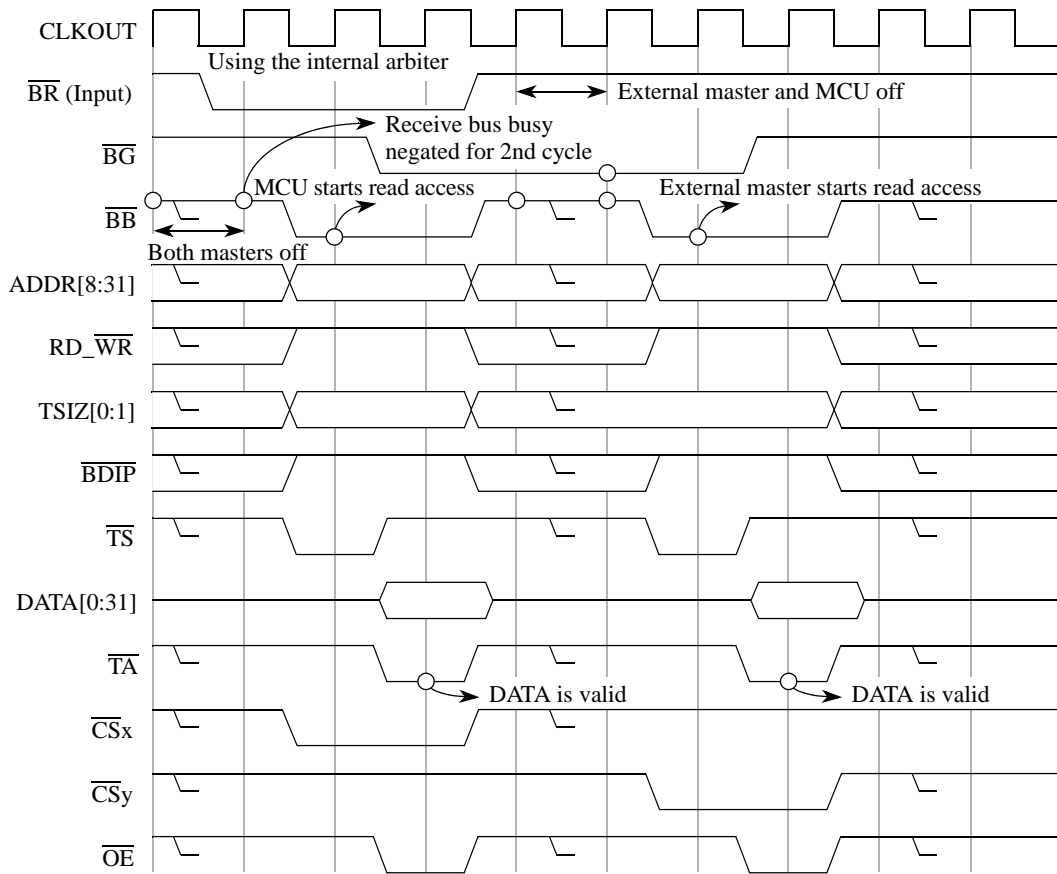 CLKOUT
Using the internal arbiter
BR (Input)
External master and MCU off
Receive bus busy
negated for 2nd cycle
BG
MCU starts read access
External master starts read access
BB
Both masters off
ADDR[8:31]
RD_WR
TSIZ[0:1]
BDIP
TS
DATA[0:31]
TA
DATA is valid
DATA is valid
CSx
CSy
OE